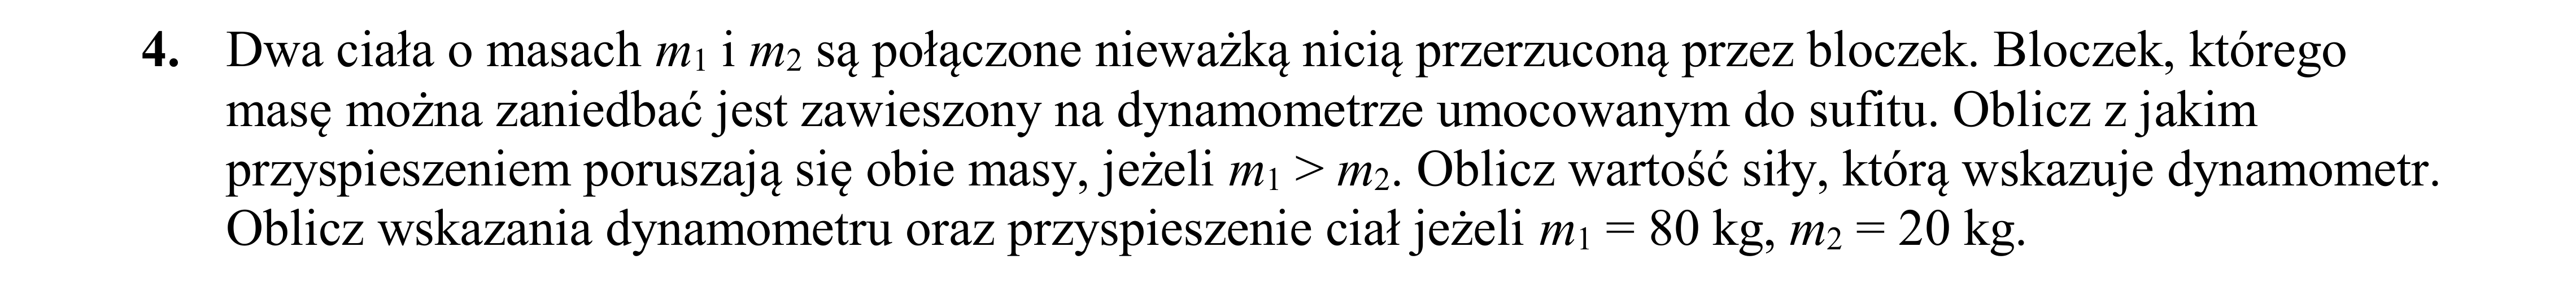 4. Dwa ciała o masach m₁ i m₂ są połączone nieważką nicią przerzuconą przez bloczek. Bloczek, którego
masę można zaniedbać jest zawieszony na dynamometrze umocowanym do sufitu. Oblicz z jakim
przyspieszeniem poruszają się obie masy, jeżeli m₁ > m₂. Oblicz wartość siły, którą wskazuje dynamometr.
Oblicz wskazania dynamometru oraz przyspieszenie ciał jeżeli m₁ = 80 kg, m₂ = 20 kg.